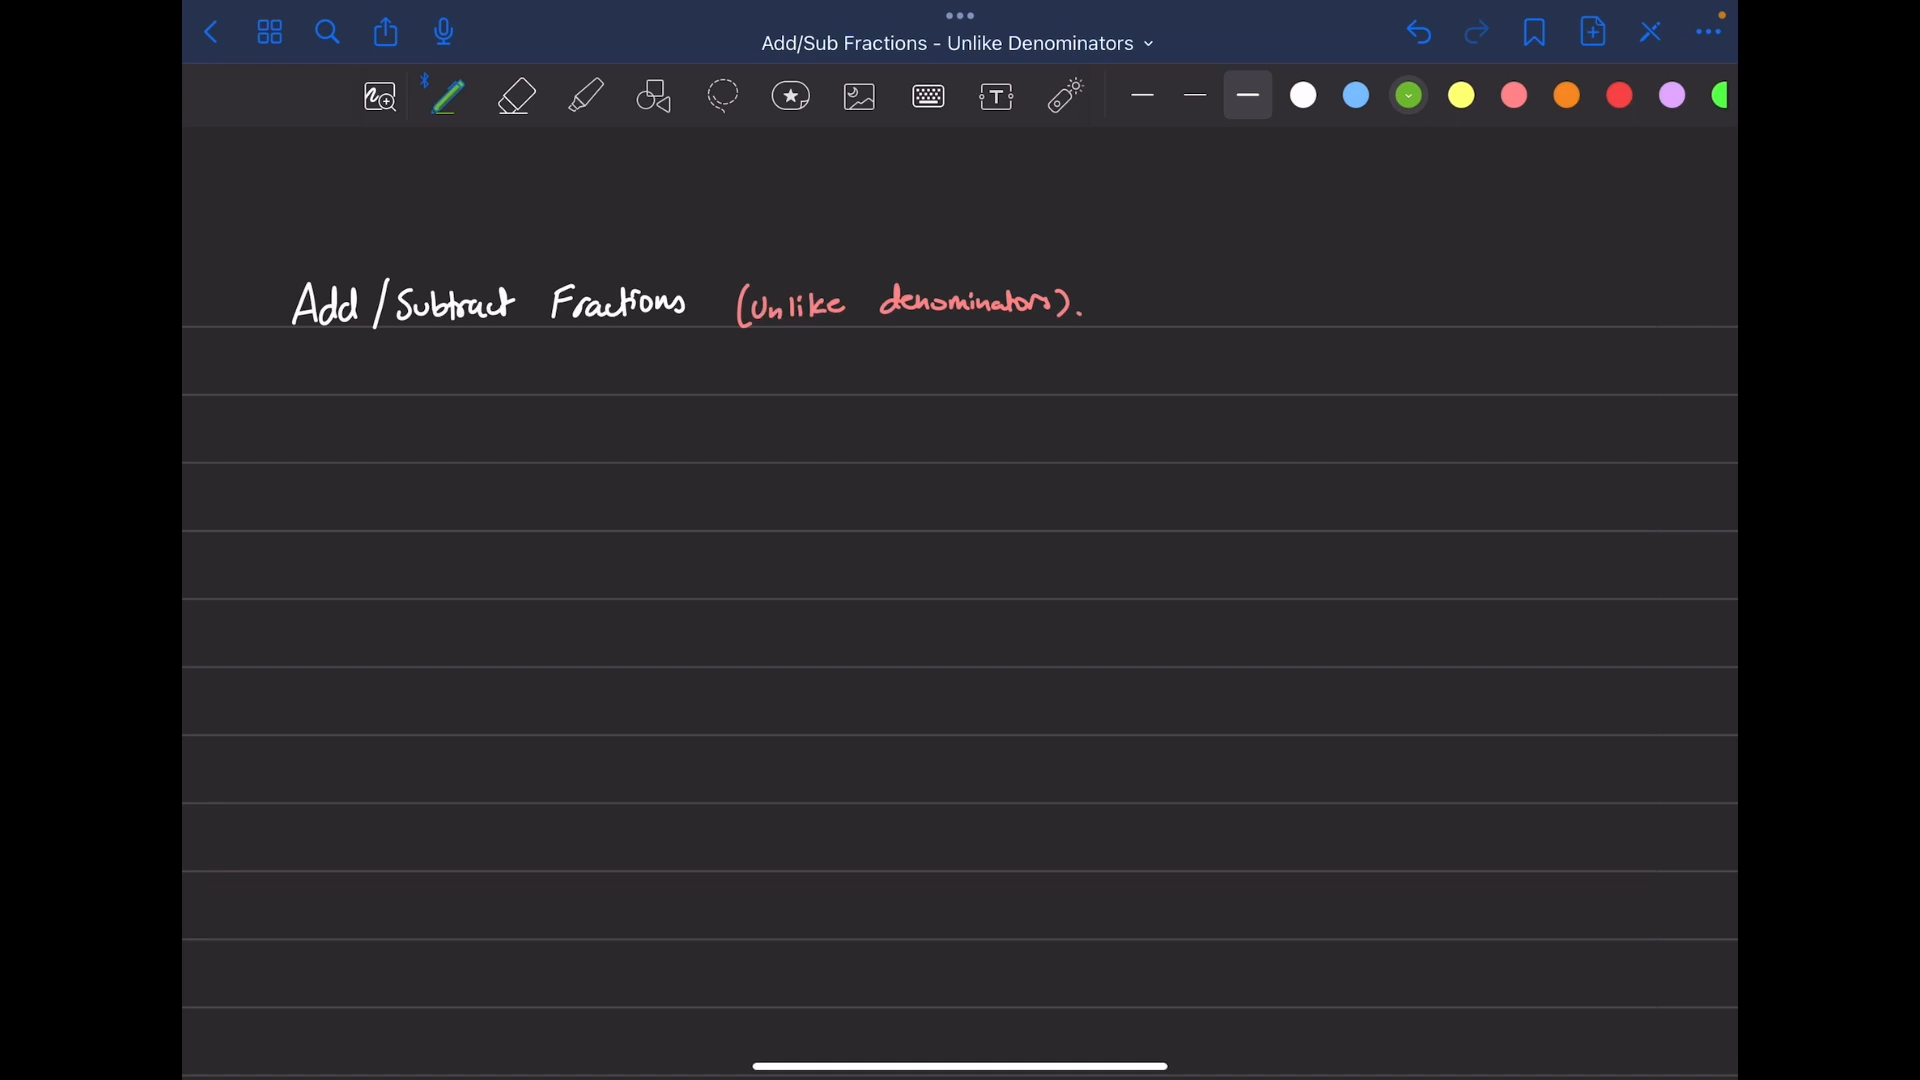 Add/Sub Fractions - Unlike Denominators
Add/Subtract Fractions (Unlike denominators).